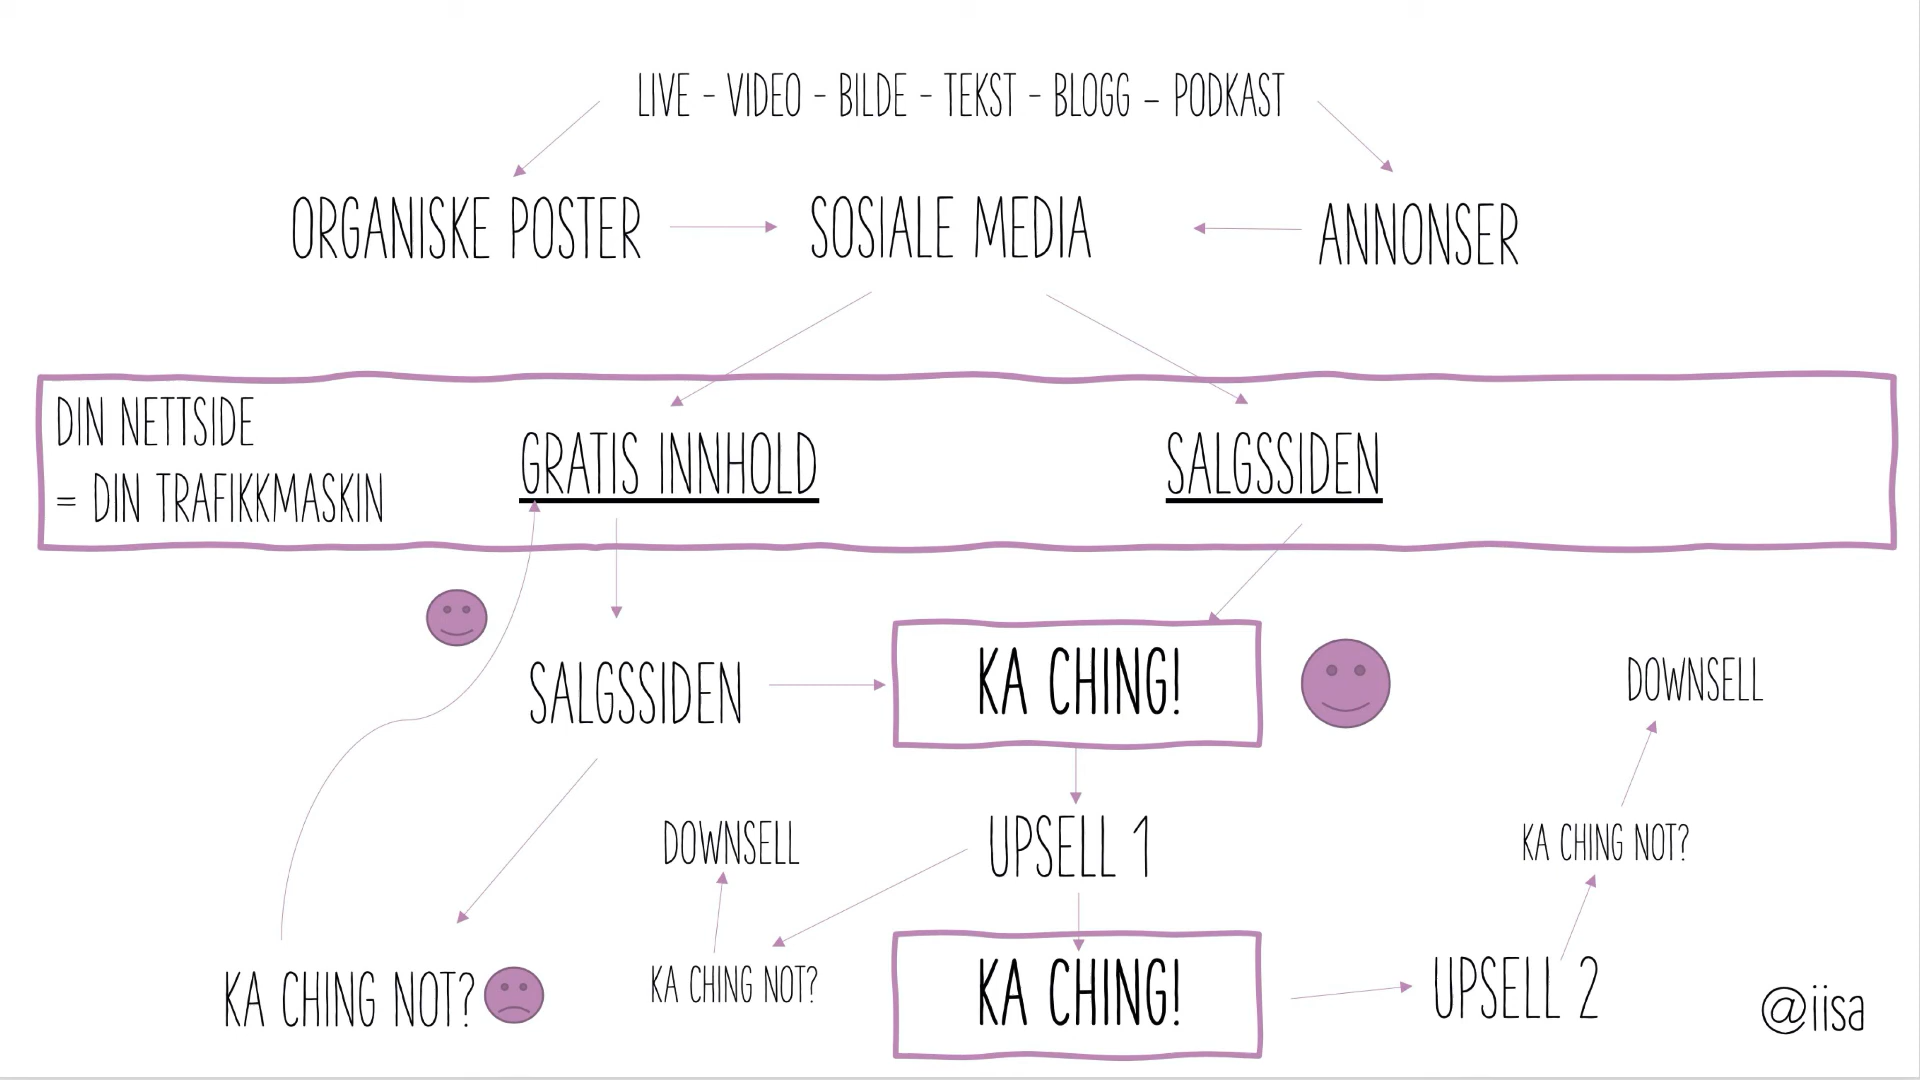 LIVE - VIDEO - BILDE - TEKST - BLOGG - PODKAST
ORGANISKE POSTER
SOSIALE MEDIA
ANNONSER
DIN NETTSIDE
= DIN TRAFIKKMASKIN
GRATIS INNHOLD
SALGSSIDEN
SALGSSIDEN
KA CHING!
DOWNSELL
DOWNSELL
UPSELL 1
KA CHING NOT?
KA CHING NOT?
KA CHING NOT?
KA CHING!
UPSELL 2
@iisa